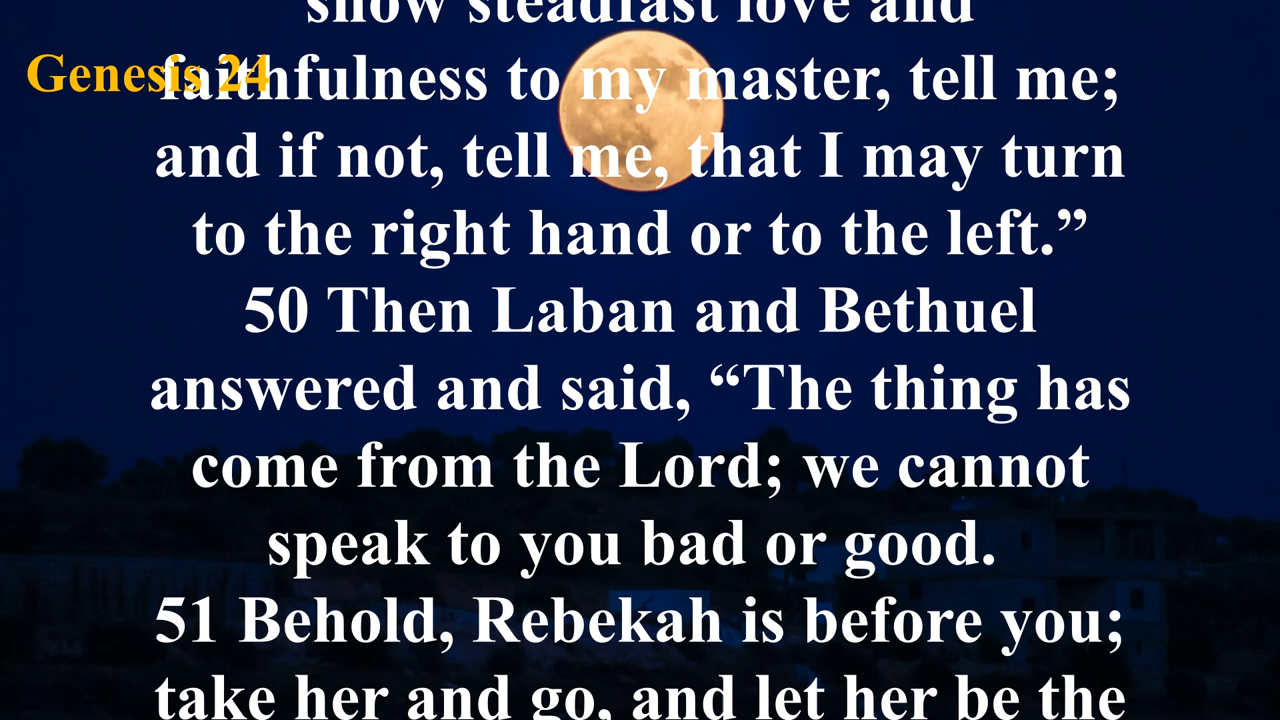 show steadfast love and
Genesis 24
faithfulness to my master, tell me;
and if not, tell me, that I may turn
to the right hand or to the left.”
50 Then Laban and Bethuel
answered and said, “The thing has
come from the Lord; we cannot
speak to you bad or good.
51 Behold, Rebekah is before you;
take her and go, and let her be the